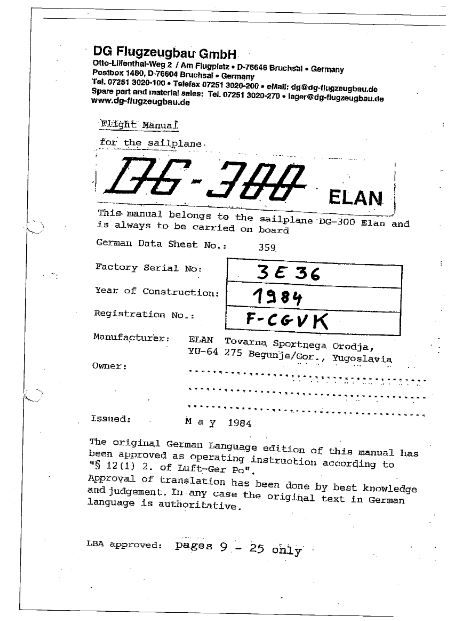 DG Flugzeugbau GmbH
Otto-Lilienthal-Weg 2 / Am Flugplatz • D-76646 Bruchsal • Germany
Postbox 1480, D-76604 Bruchsal • Germany
Tel. 07251 3020-100 • Telefax 07251 3020-200 • eMail: dg@dg-flugzeugbau.de
Spare part and material sales: Tel. 07251 3020-270 • lager@dg-flugzeugbau.de
www.dg-flugzeugbau.de
Flight Manual
for the sailplane
DG-300 ELAN
This manual belongs to the sailplane DG-300 Elan and
is always to be carried on board
German Data Sheet No.: 359
Factory Serial No: 3E36
Year of Construction: 1984
Registration No.: F-CGVK
Manufacturer: ELAN Tovarna Sportnega Orodja,
YU-64 275 Begunje/Gor., Yugoslavia
Owner:
Issued: May 1984
The original German Language edition of this manual has
been approved as operating instruction according to
"§ 12(1) 2. of Luft-Ger Po".
Approval of translation has been done by best knowledge
and judgement. In any case the original text in German
language is authoritative.
LBA approved: pages 9 - 25 only